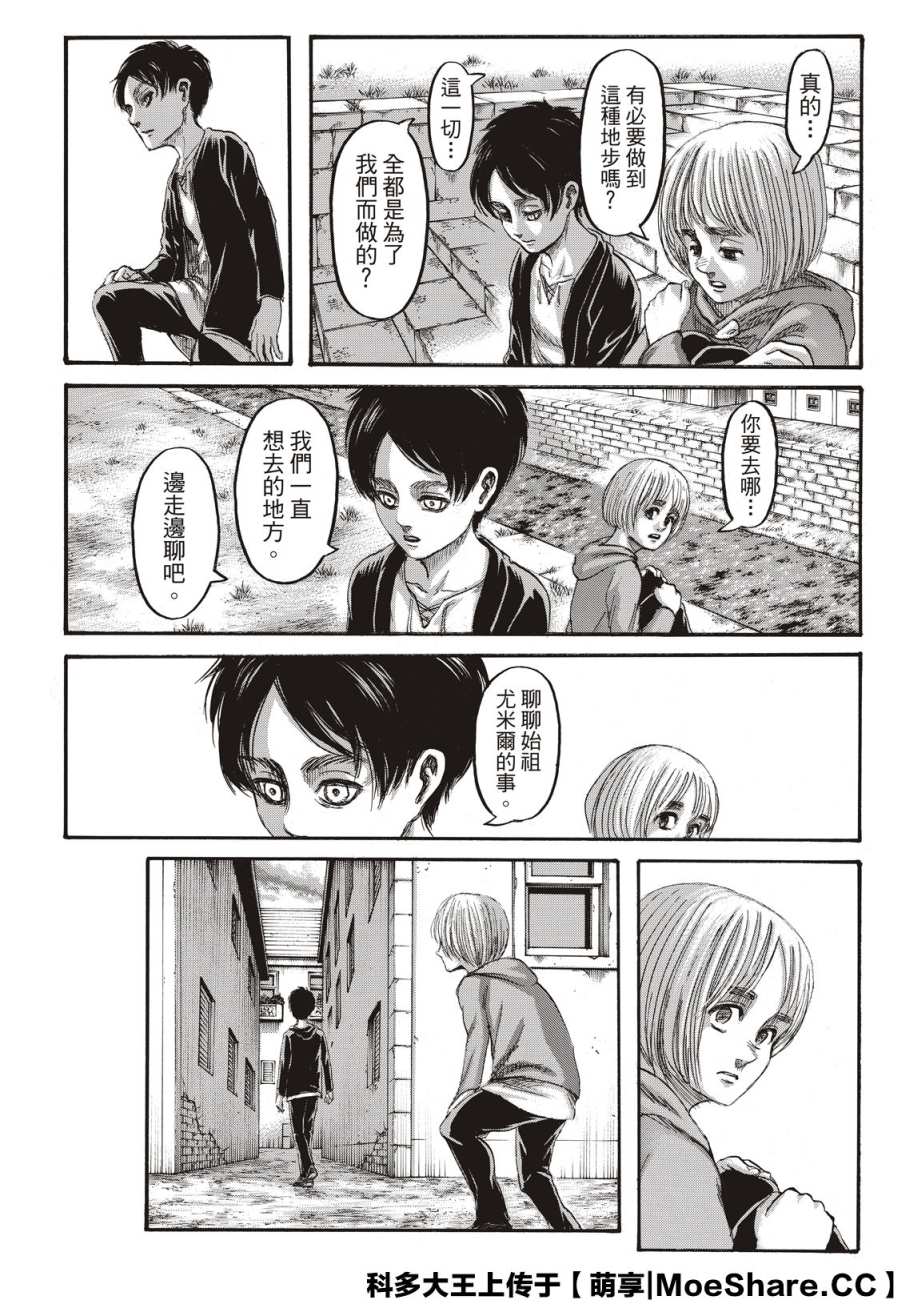 真的…
有必要做到
這種地步嗎?
這一切…
全都是為了
我們而做的?
你要去哪…
我們一直
想去的地方。
邊走邊聊吧。
聊聊始祖
尤米爾的事。
科多大王上传于【萌享|MoeShare.CC】